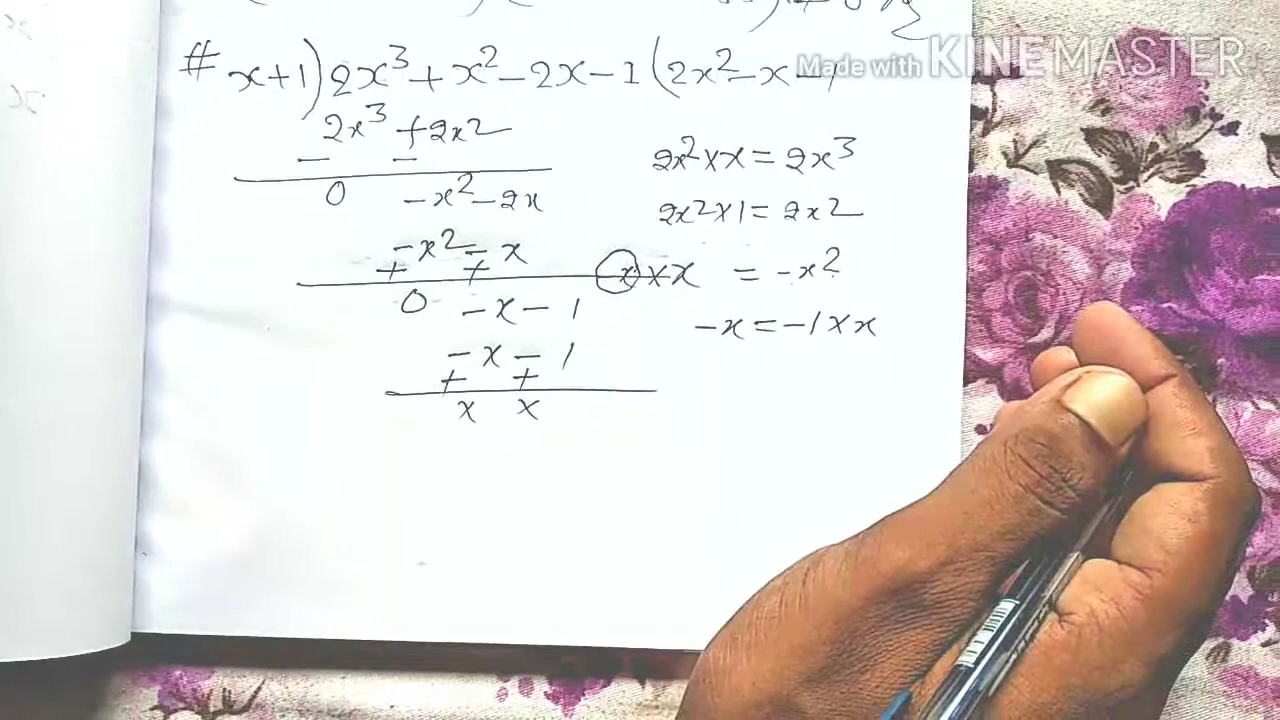 # x+1)2x³+x²-2x-1(2x²-x-1
Made with KINEMASTER
2x³ +2x2
- -
0 -x²-2x
-x²-x
+ +
0 -x-1
-x-1
+ +
x x
2x²×x=2x³
2x2×1=2x2
x×x = -x²
-x=-1×x